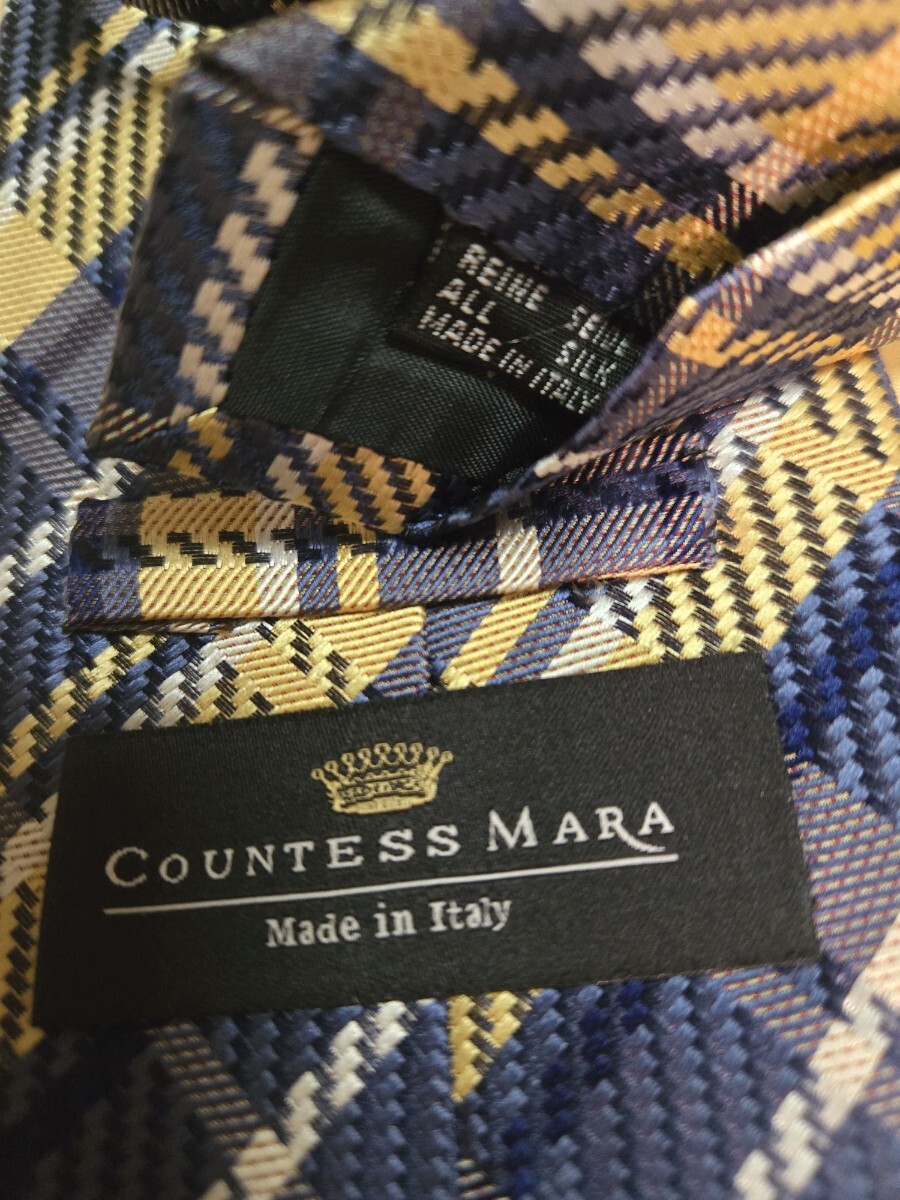 REINE
ALL SILK
MADE IN ITALY
COUNTESS MARA
Made in Italy